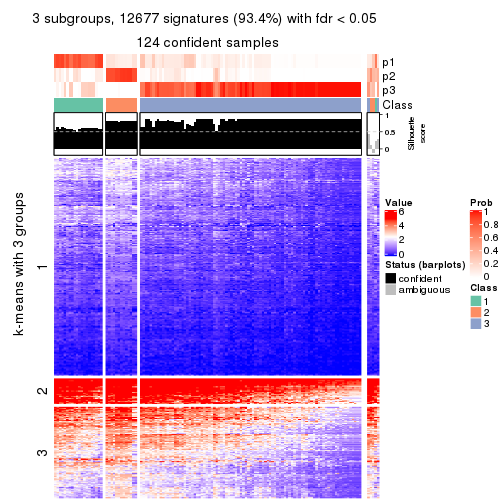 3 subgroups, 12677 signatures (93.4%) with fdr < 0.05
124 confident samples
p1
p2
p3
Class
1
0.5
0
Silhouette
score
k-means with 3 groups
1
2
3
Value
6
4
2
0
Status (barplots)
confident
ambiguous
Prob
1
0.8
0.6
0.4
0.2
0
Class
1
2
3